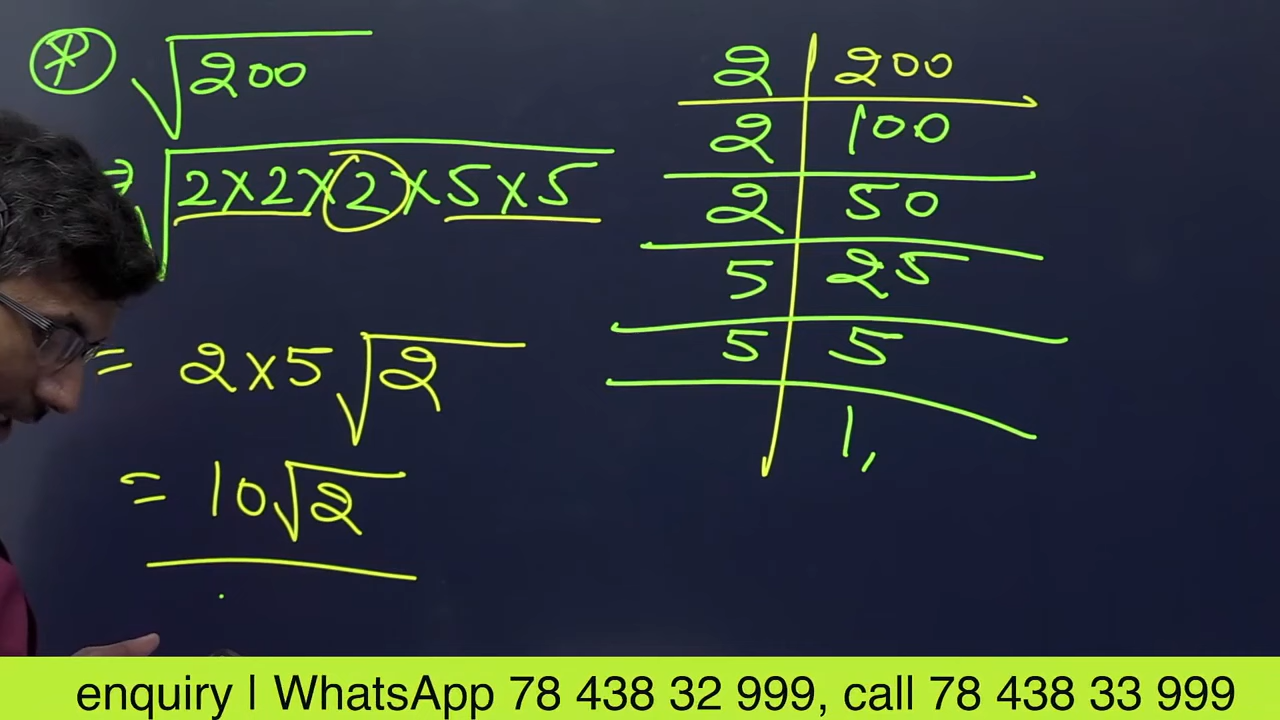 * √200
⇒ √2×2×2×5×5
= 2×5√2
= 10√2
2 | 200
2 | 100
2 | 50
5 | 25
5 | 5
1,
enquiry | WhatsApp 78 438 32 999, call 78 438 33 999